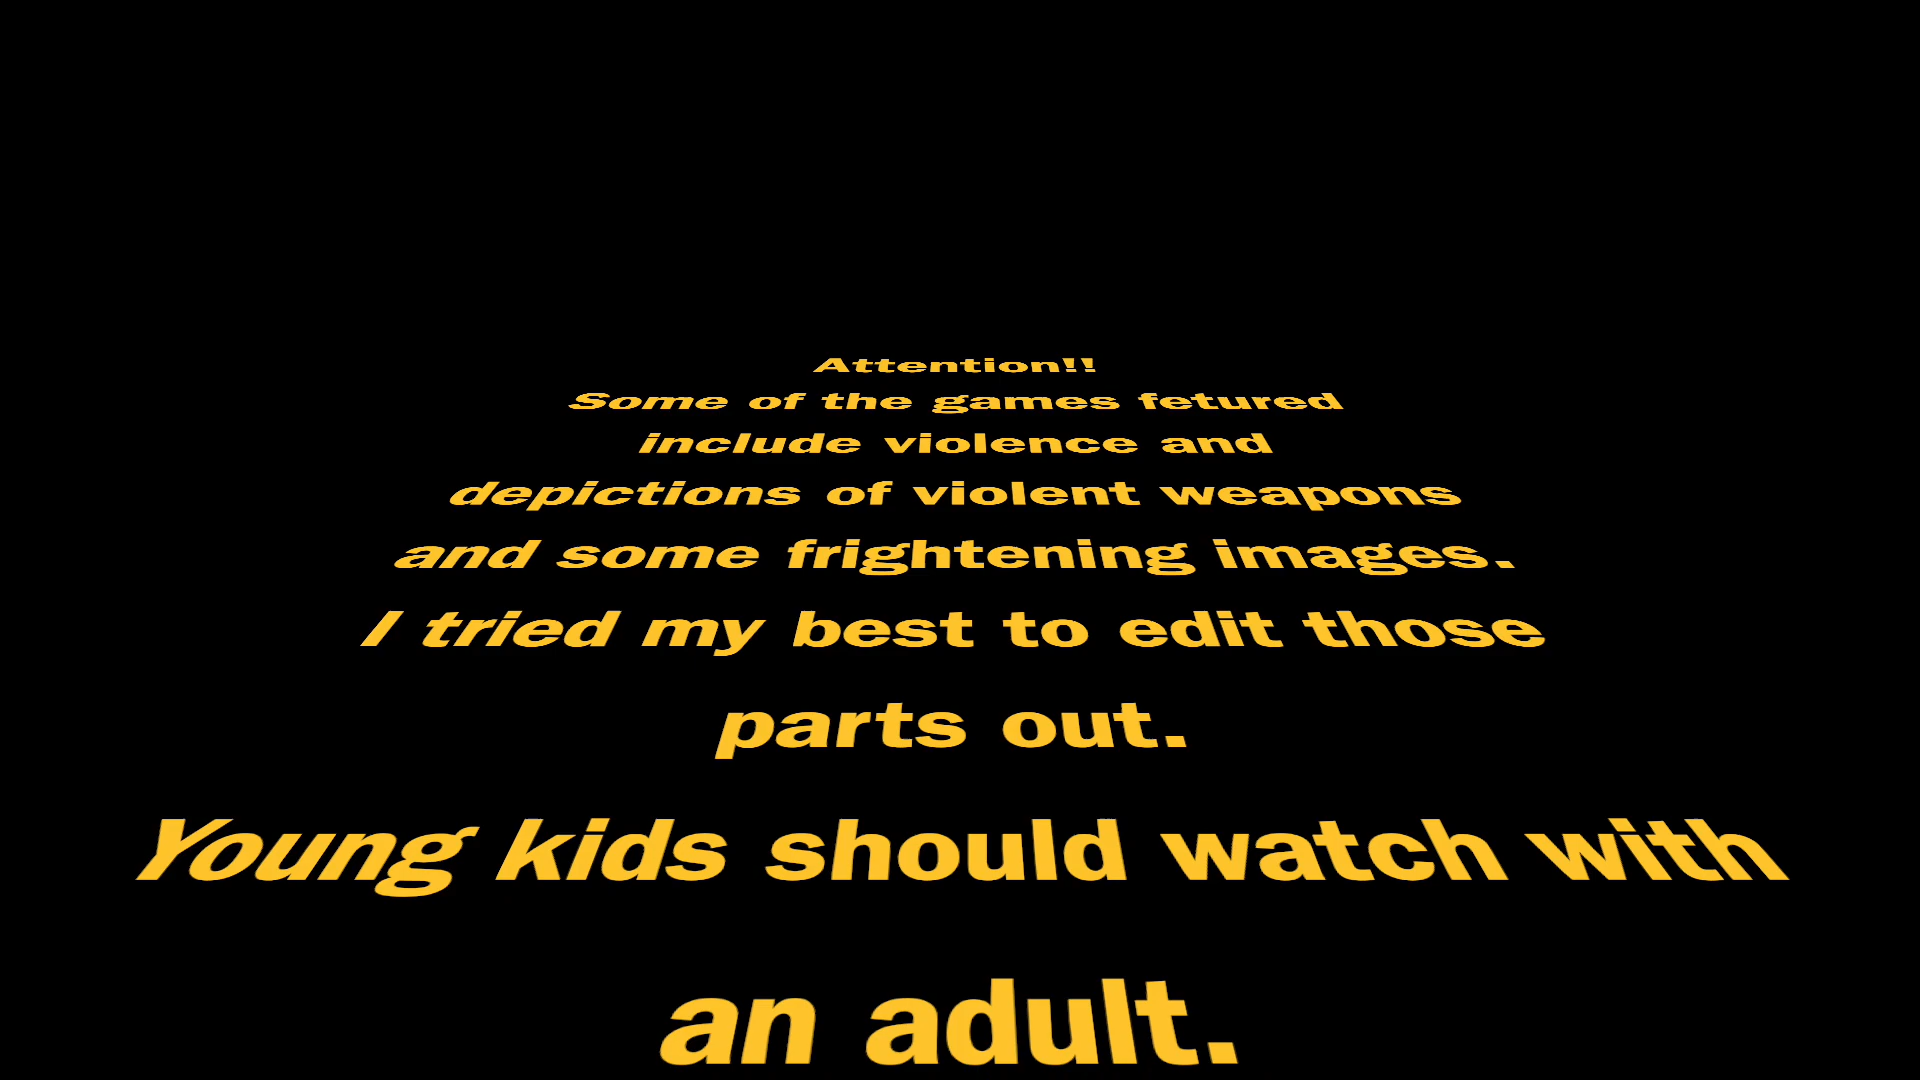 Attention!!
Some of the games fetured
include violence and
depictions of violent weapons
and some frightening images.
I tried my best to edit those
parts out.
Young kids should watch with
an adult.